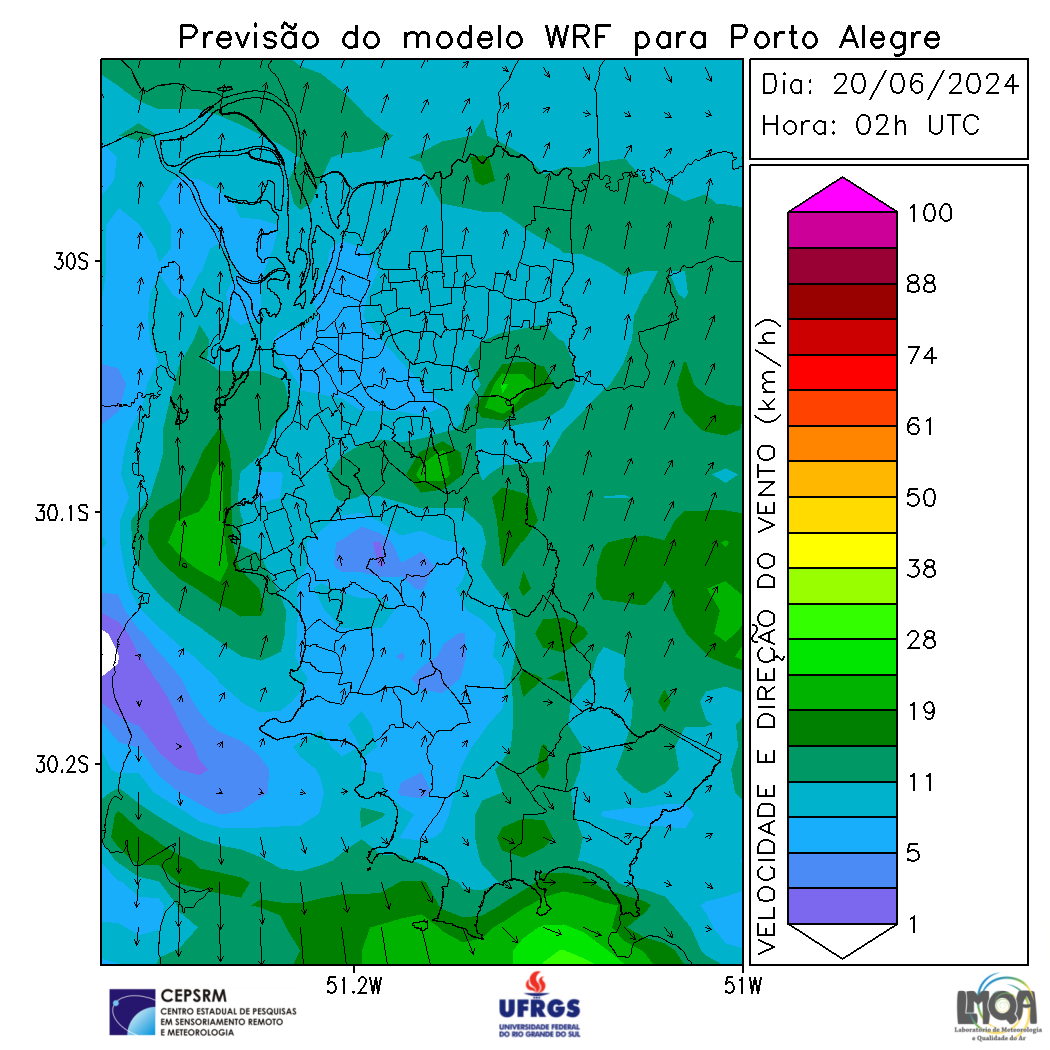 Previsão do modelo WRF para Porto Alegre
Dia: 20/06/2024
Hora: 02h UTC
30S
30.1S
30.2S
51.2W
51W
VELOCIDADE E DIREÇÃO DO VENTO (km/h)
100
88
74
61
50
38
28
19
11
5
1
CEPSRM
CENTRO ESTADUAL DE PESQUISAS
EM SENSORIAMENTO REMOTO
E METEOROLOGIA
UFRGS
UNIVERSIDADE FEDERAL
DO RIO GRANDE DO SUL
LMQA
Laboratório de Meteorologia
e Qualidade do Ar